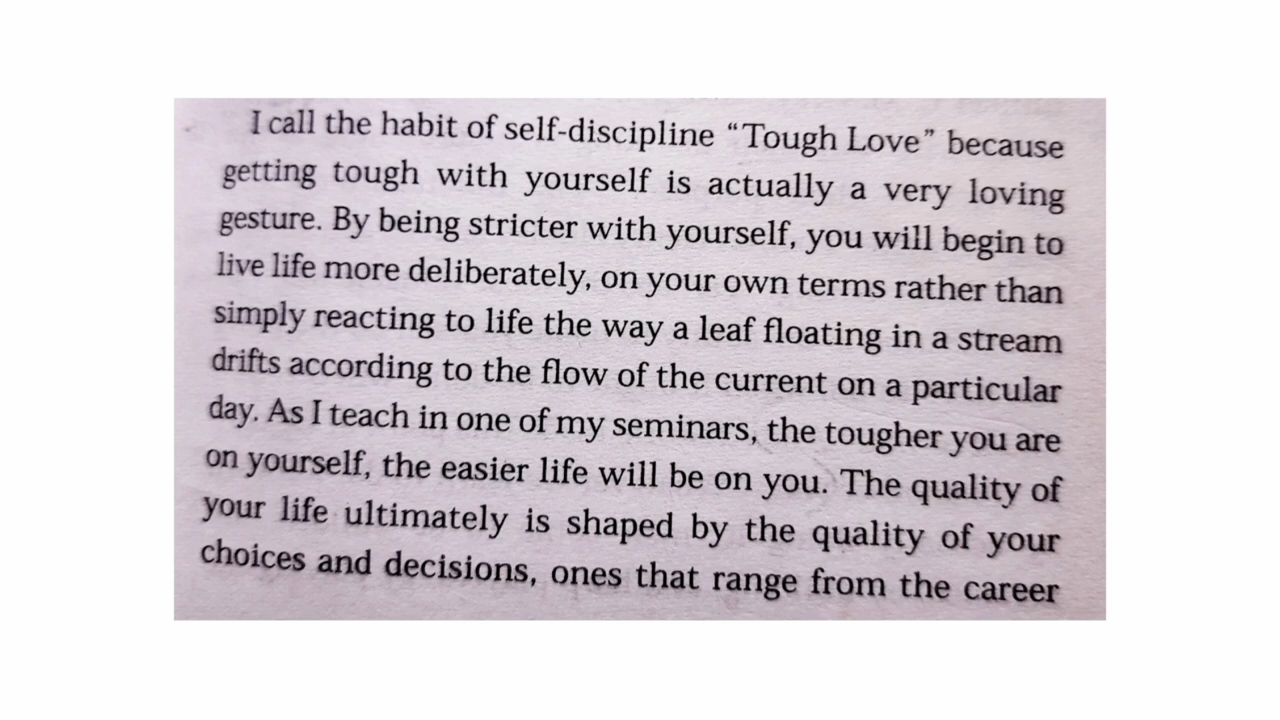 I call the habit of self-discipline “Tough Love” because
getting tough with yourself is actually a very loving
gesture. By being stricter with yourself, you will begin to
live life more deliberately, on your own terms rather than
simply reacting to life the way a leaf floating in a stream
drifts according to the flow of the current on a particular
day. As I teach in one of my seminars, the tougher you are
on yourself, the easier life will be on you. The quality of
your life ultimately is shaped by the quality of your
choices and decisions, ones that range from the career